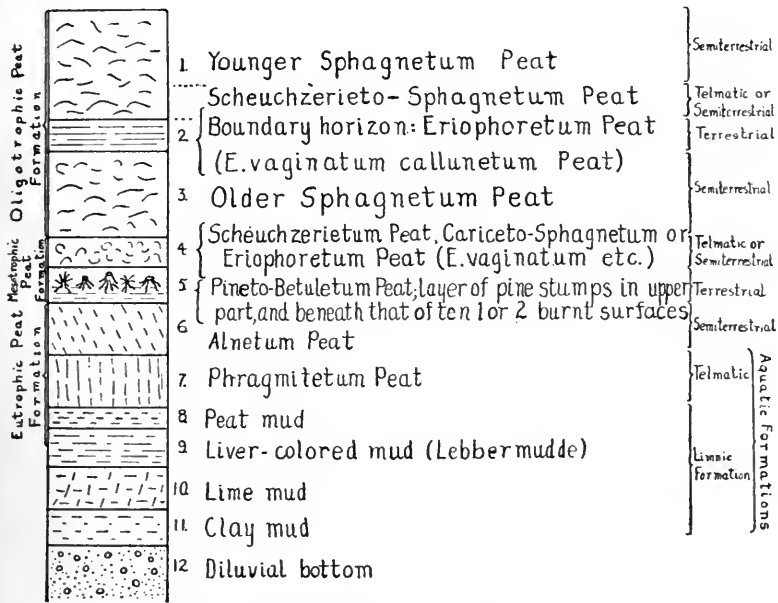 Oligotrophic Peat
Formation
Mesotrophic
Peat
Formation
Eutrophic Peat
Formation
1. Younger Sphagnetum Peat
Scheuchzerieto-Sphagnetum Peat
2. Boundary horizon: Eriophoretum Peat
(E.vaginatum callunetum Peat)
3. Older Sphagnetum Peat
4. Scheuchzerietum Peat, Cariceto-Sphagnetum or
Eriophoretum Peat (E.vaginatum etc.)
5 Pineto-Betuletum Peat; layer of pine stumps in upper
part, and beneath that often 1 or 2 burnt surfaces
6 Alnetum Peat
7. Phragmitetum Peat
8 Peat mud
9 Liver-colored mud (Lebbermudde)
10. Lime mud
11. Clay mud
12 Diluvial bottom
Semiterrestrial
Telmatic or
Semiterrestrial
Terrestrial
Semiterrestrial
Telmatic or
Semiterrestrial
Terrestrial
Semiterrestrial
Telmatic
Limnic
Formation
Aquatic Formations